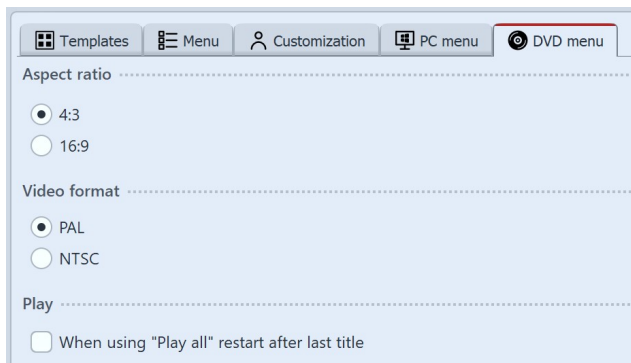 Templates Menu Customization PC menu DVD menu
Aspect ratio
4:3
16:9
Video format
PAL
NTSC
Play
When using "Play all" restart after last title